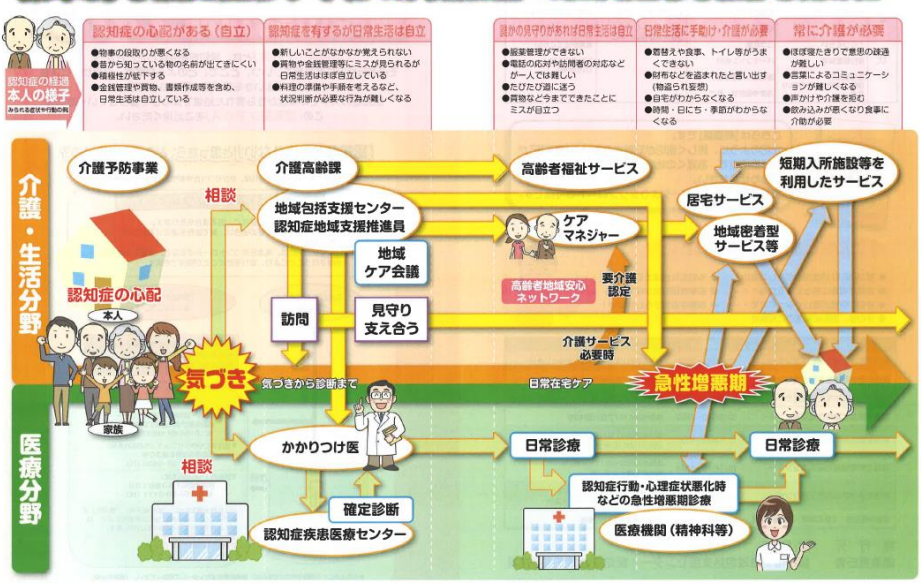 認知症の経過
本人の様子
みられる症状や行動の例
認知症の心配がある（自立）
●物事の段取りが悪くなる
●昔から知っている物の名前が出てきにくい
●積極性が低下する
●金銭管理や買物、書類作成等を含め、
日常生活は自立している
認知症を有するが日常生活は自立
●新しいことがなかなか覚えられない
●買物や金銭管理等にミスが見られるが
日常生活はほぼ自立している
●料理の準備や手順を考えるなど、
状況判断が必要な行為が難しくなる
誰かの見守りがあれば日常生活は自立
●服薬管理ができない
●電話の応対や訪問者の対応など
が一人では難しい
●たびたび道に迷う
●買物など今までできたことに
ミスが目立つ
日常生活に手助け・介護が必要
●着替えや食事、トイレ等がうま
くできない
●財布などを盗まれたと言い出す
（物盗られ妄想）
●自宅がわからなくなる
●時間・日にち・季節がわからな
くなる
常に介護が必要
●ほぼ寝たきりで意思の疎通
が難しい
●言葉によるコミュニケーシ
ョンが難しくなる
●声かけや介護を拒む
●飲み込みが悪くなり食事に
介助が必要
介護・生活分野
介護予防事業
介護高齢課
高齢者福祉サービス
短期入所施設等を
利用したサービス
相談
地域包括支援センター
認知症地域支援推進員
ケア
マネジャー
居宅サービス
地域密着型
サービス等
地域
ケア会議
認知症の心配
本人
高齢者地域安心
ネットワーク
要介護
認定
訪問
見守り
支え合う
介護サービス
必要時
気づき
気づきから診断まで
日常在宅ケア
急性増悪期
家族
医療分野
相談
かかりつけ医
日常診療
日常診療
確定診断
認知症疾患医療センター
認知症行動・心理症状悪化時
などの急性増悪期診療
医療機関（精神科等）